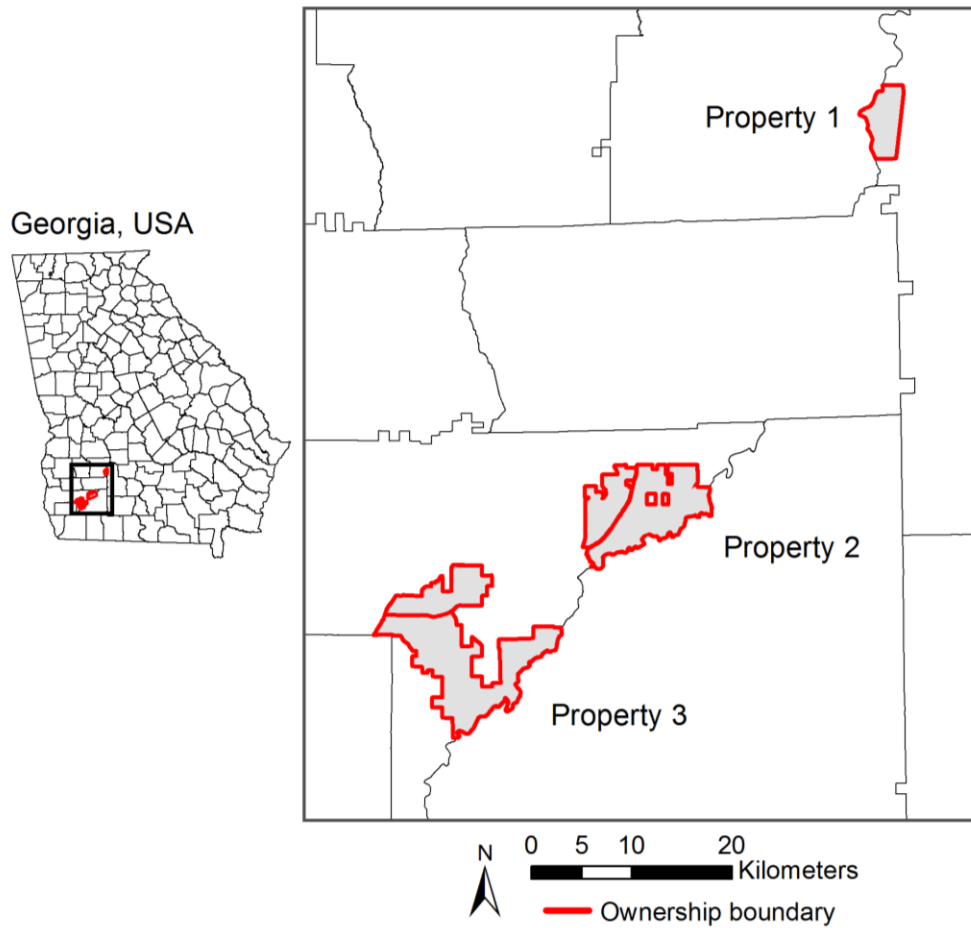 Property 1
Georgia, USA
Property 2
Property 3
N
0 5 10 20
Kilometers
Ownership boundary